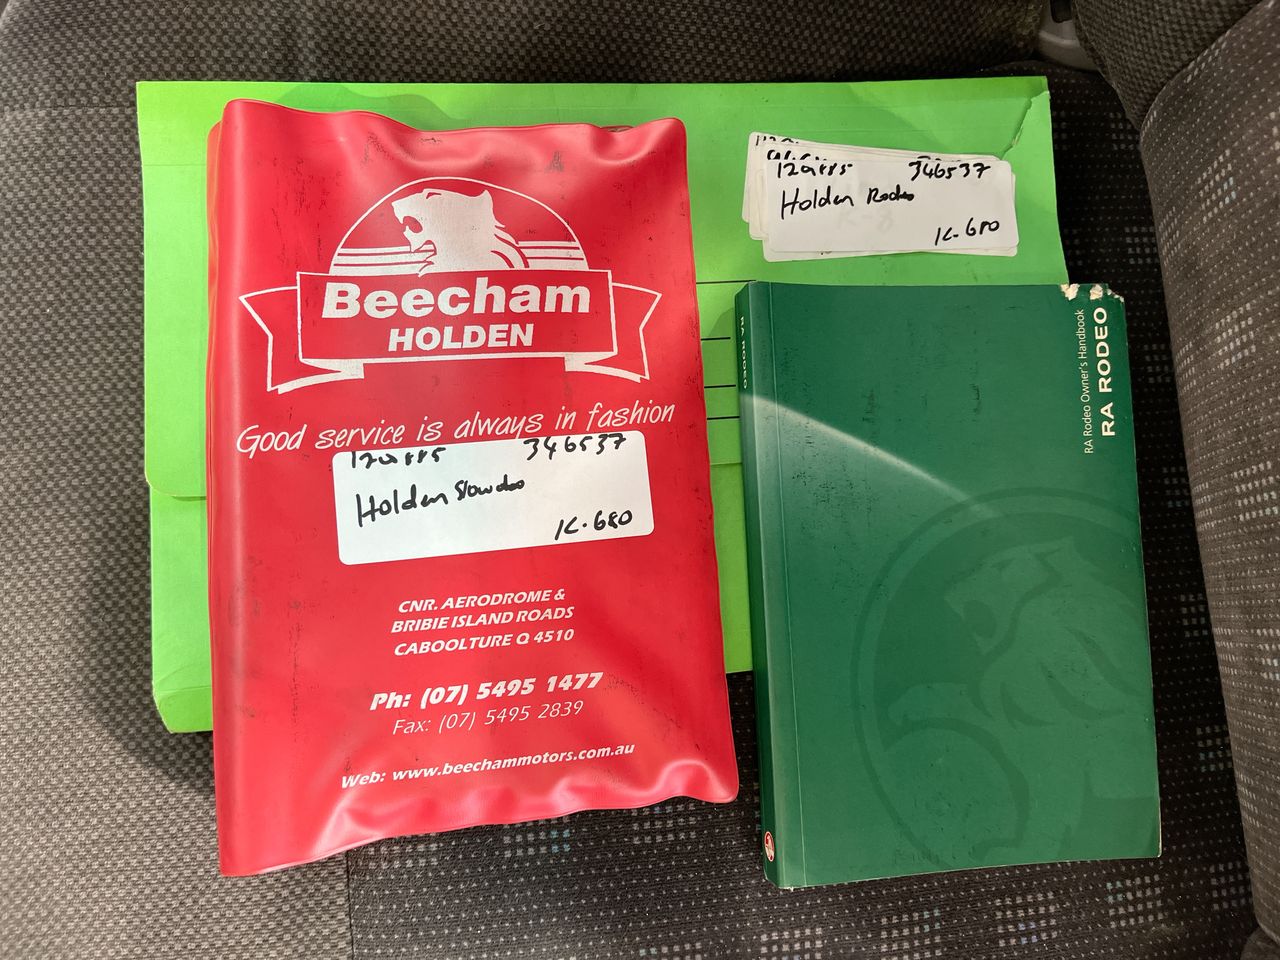 Beecham
HOLDEN
Good service is always in fashion
346537
Holden
K.680
CNR. AERODROME &
BRIBIE ISLAND ROADS
CABOOLTURE Q 4510
Ph: (07) 5495 1477
Fax: (07) 5495 2839
Web: www.beechammotors.com.au
346537
Holden Rodeo
K.680
RA RODEO
RA Rodeo Owner's Handbook
RA RODEO